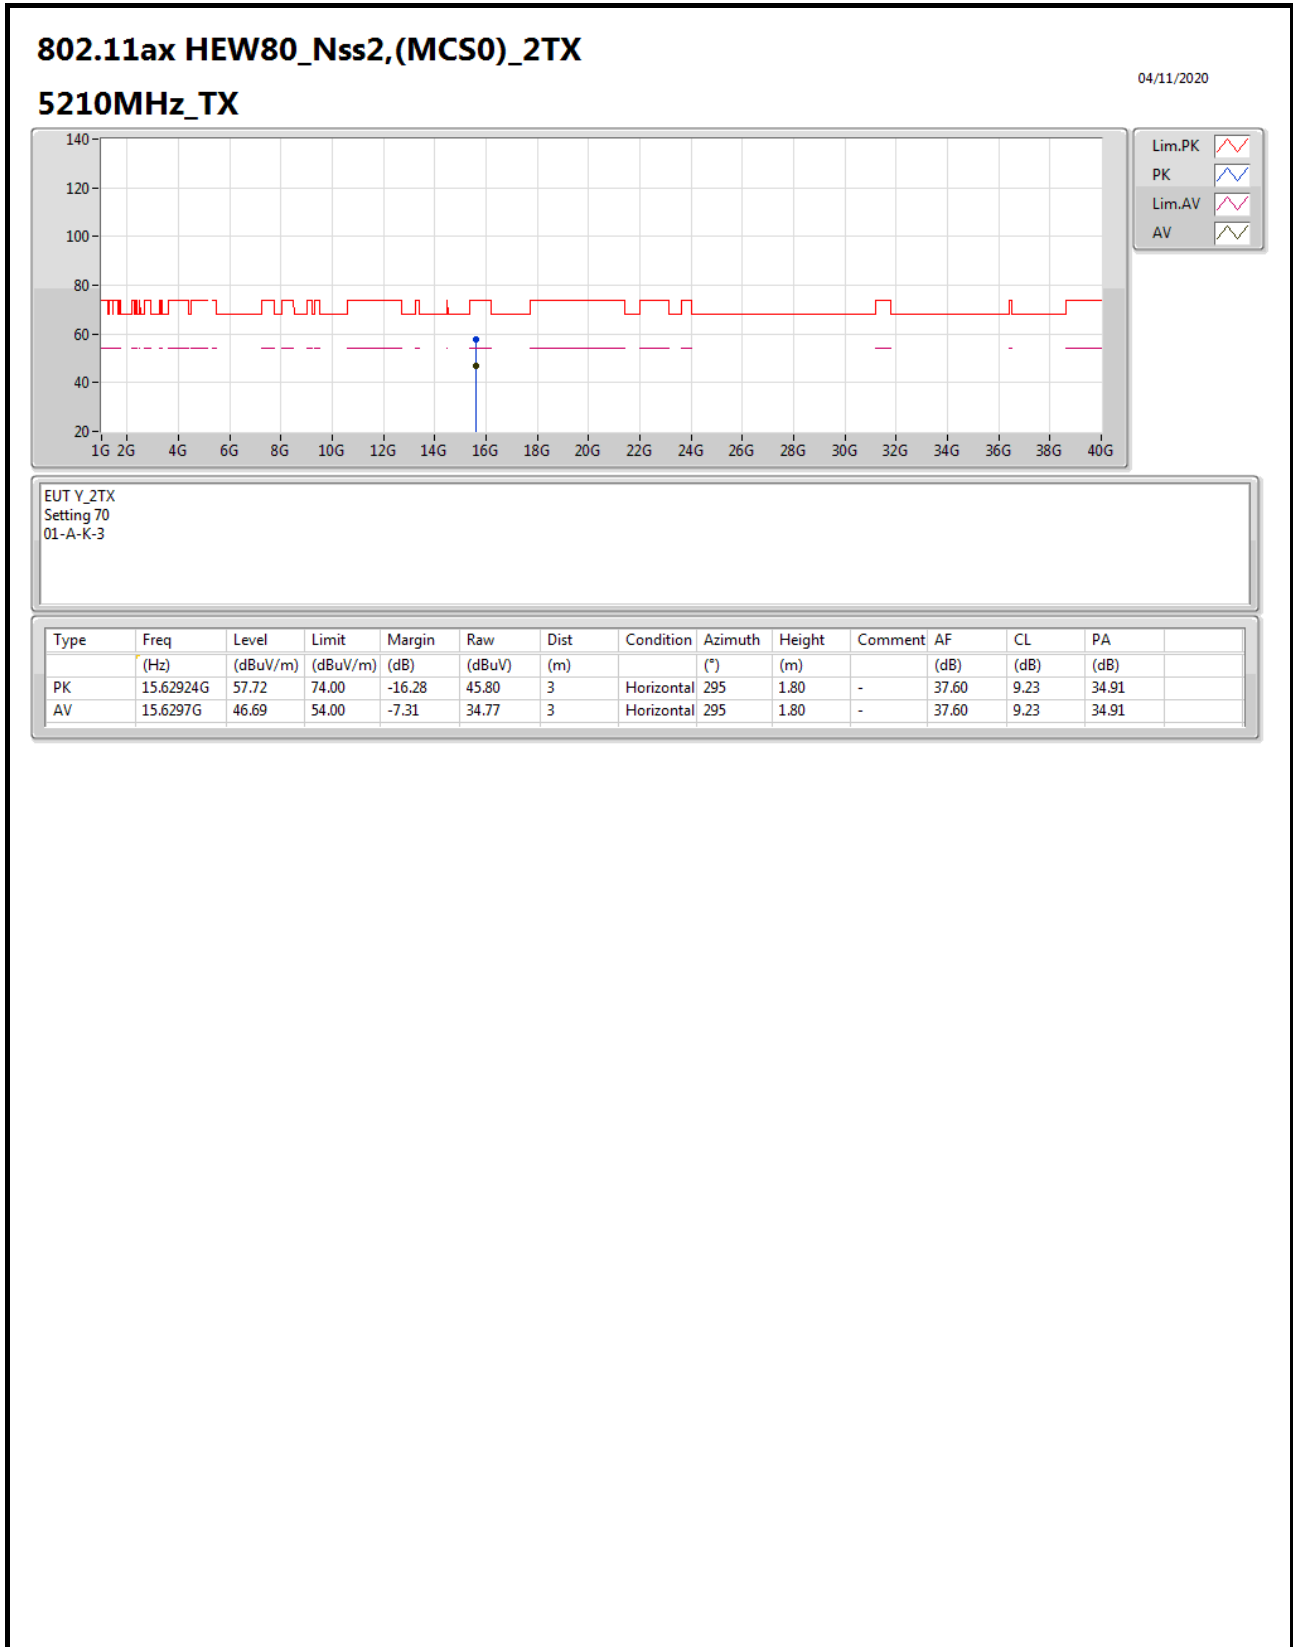 802.11ax HEW80_Nss2,(MCS0)_2TX
04/11/2020
5210MHz_TX
140
120
100
80
60
40
20
1G 2G 4G 6G 8G 10G 12G 14G 16G 18G 20G 22G 24G 26G 28G 30G 32G 34G 36G 38G 40G
Lim.PK
PK
Lim.AV
AV
EUT Y_2TX
Setting 70
01-A-K-3
Type Freq Level Limit Margin Raw Dist Condition Azimuth Height Comment AF CL PA
(Hz) (dBuV/m) (dBuV/m) (dB) (dBuV) (m) (°) (m) (dB) (dB) (dB)
PK 15.62924G 57.72 74.00 -16.28 45.80 3 Horizontal 295 1.80 - 37.60 9.23 34.91
AV 15.6297G 46.69 54.00 -7.31 34.77 3 Horizontal 295 1.80 - 37.60 9.23 34.91